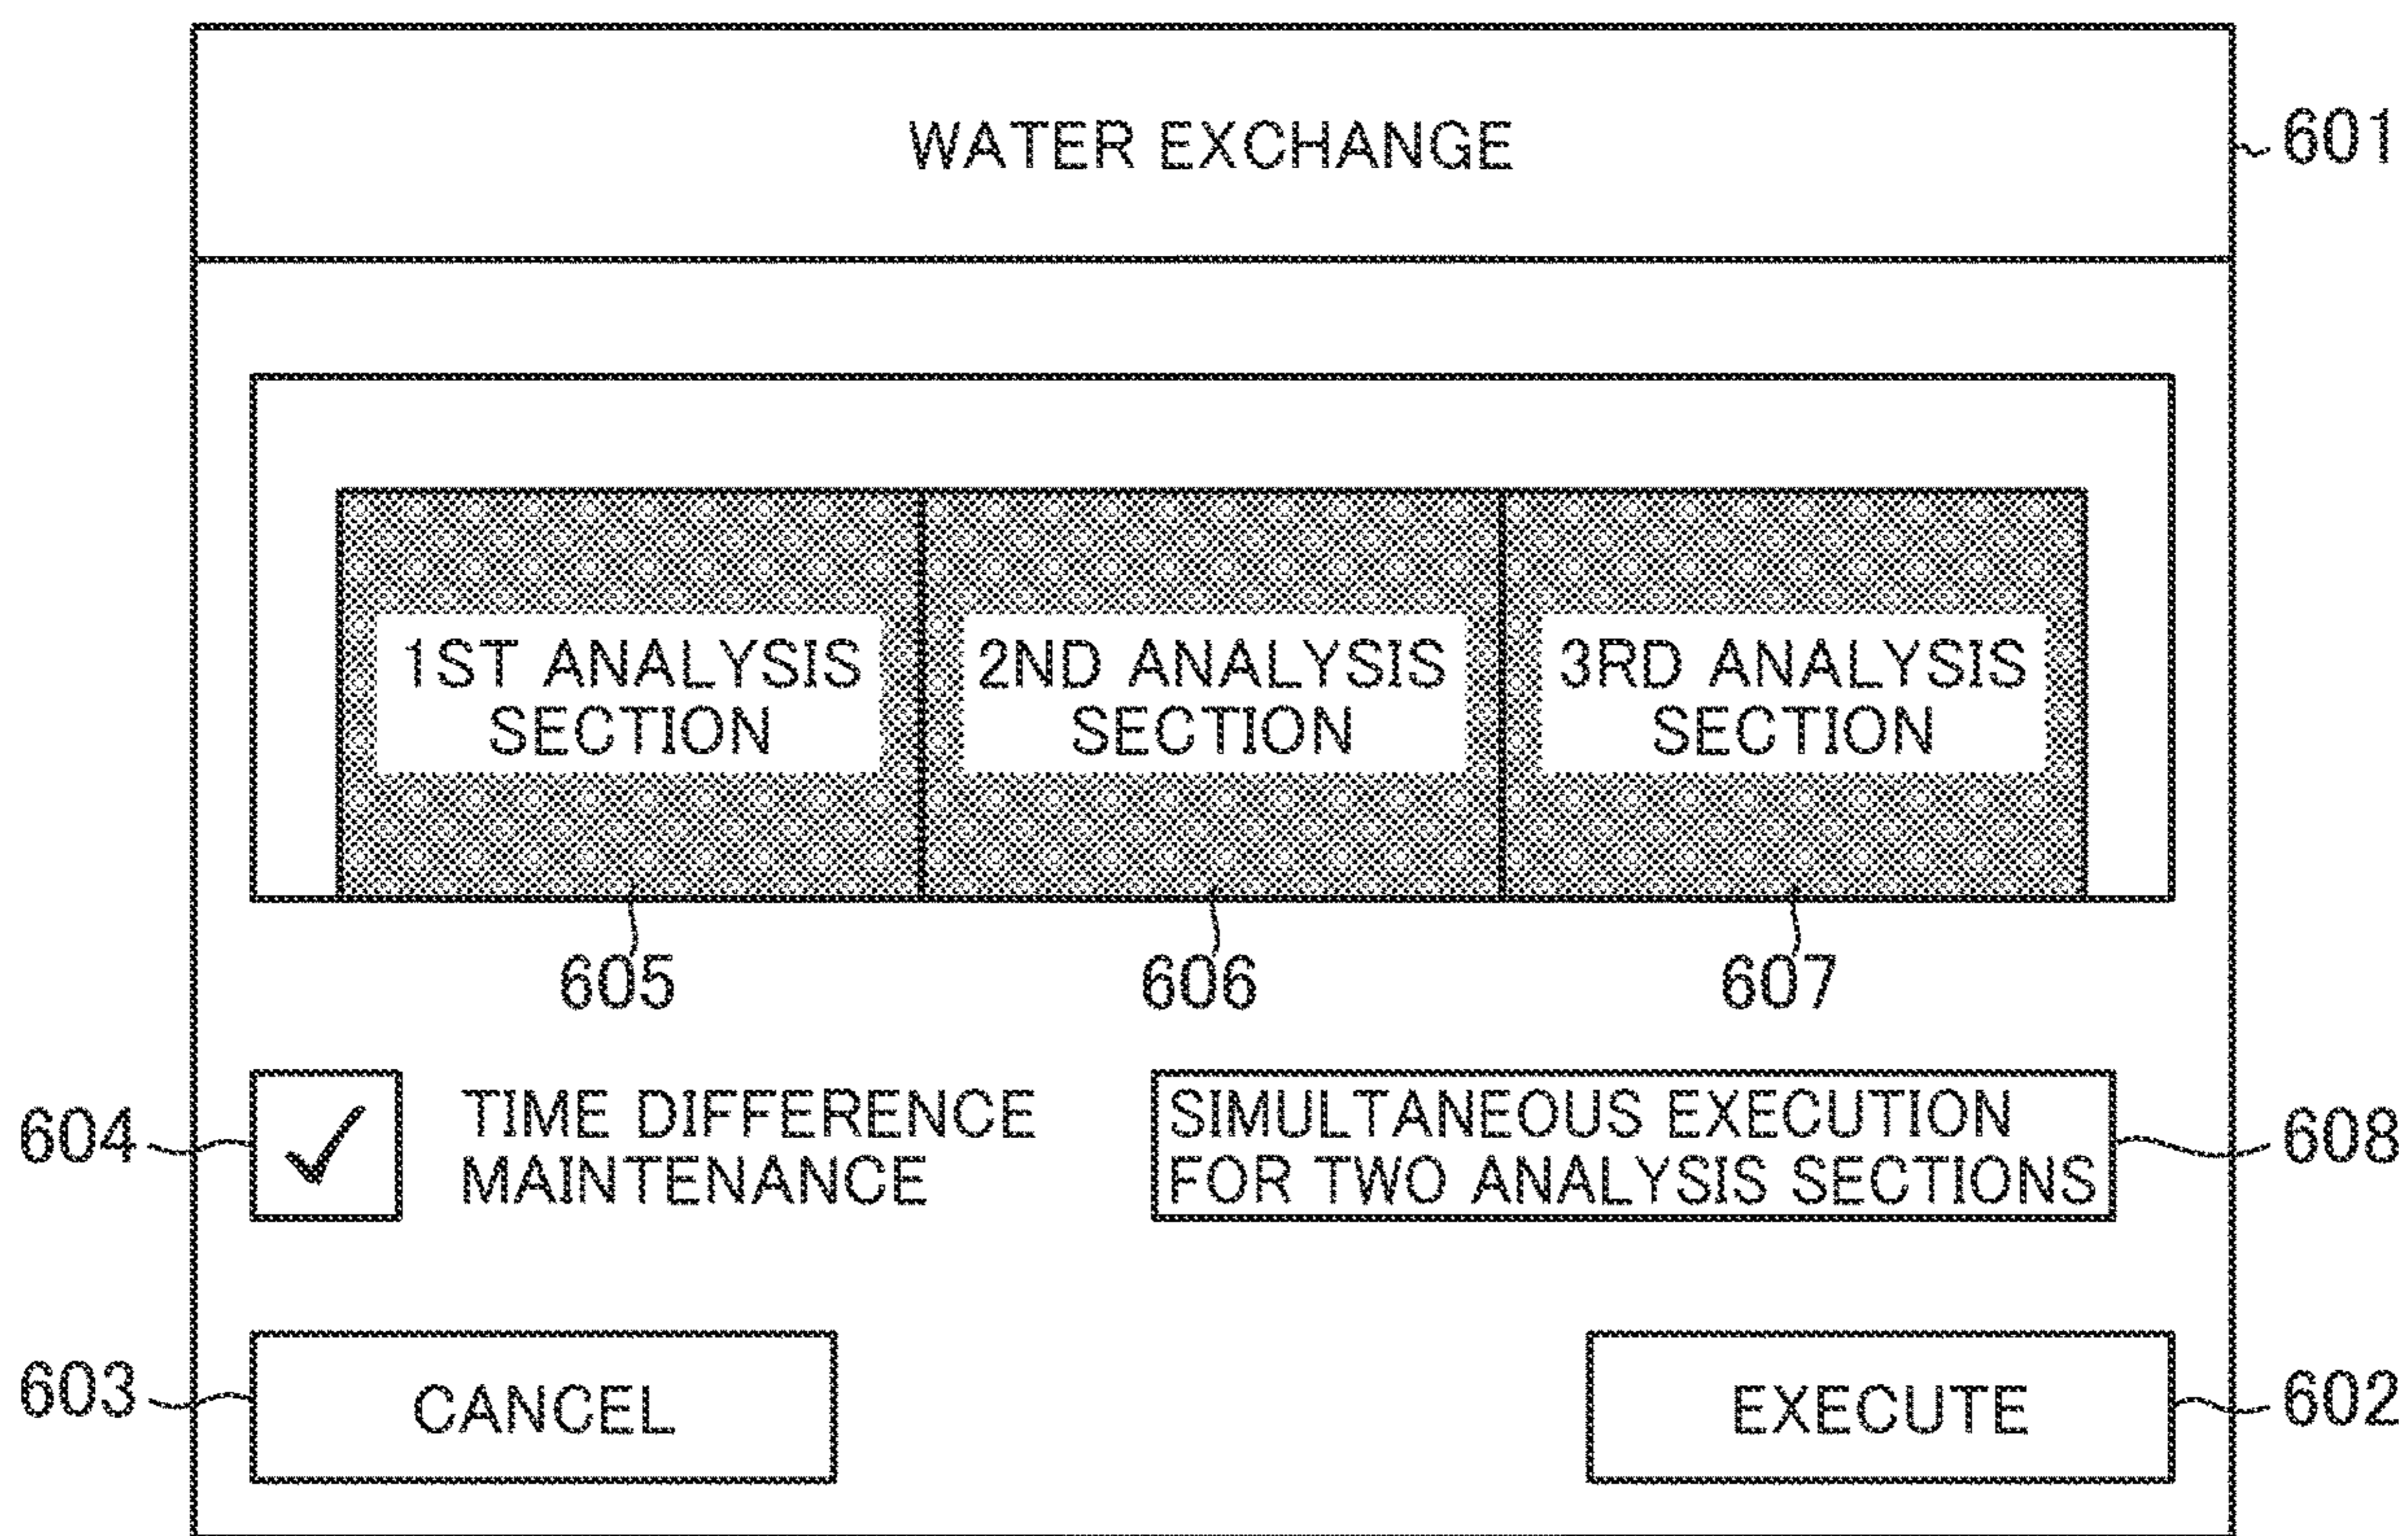 WATER EXCHANGE
601
1ST ANALYSIS
SECTION
2ND ANALYSIS
SECTION
3RD ANALYSIS
SECTION
605
606
607
604
✓
TIME DIFFERENCE
MAINTENANCE
SIMULTANEOUS EXECUTION
FOR TWO ANALYSIS SECTIONS
608
603
CANCEL
EXECUTE
602